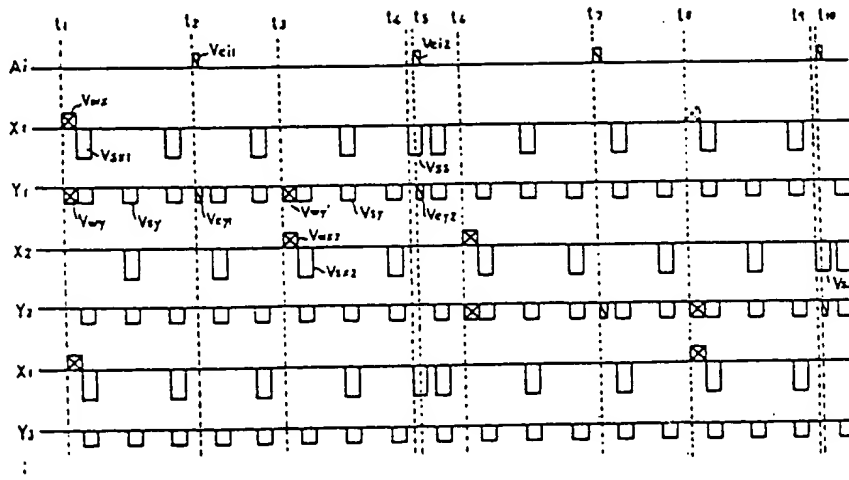 t1 t2 t3 t4 t5 t6 t7 t8 t9 t10
Ai Vei1 Vei2
X1 Vwx Vsx1 Vss
Y1 Vwy Vsy Vey1 Vwy' Vsy Vey2
X2 Vwx2 Vsx2
Y2
X1
Y3